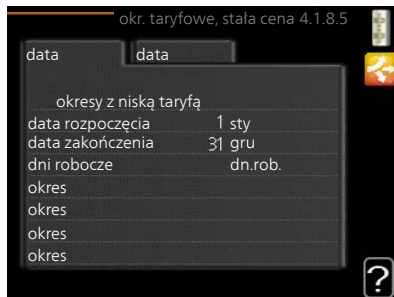 okr. taryfowe, stała cena 4.1.8.5
data data
okresy z niską taryfą
data rozpoczęcia 1 sty
data zakończenia 31 gru
dni robocze dn.rob.
okres
okres
okres
okres
?